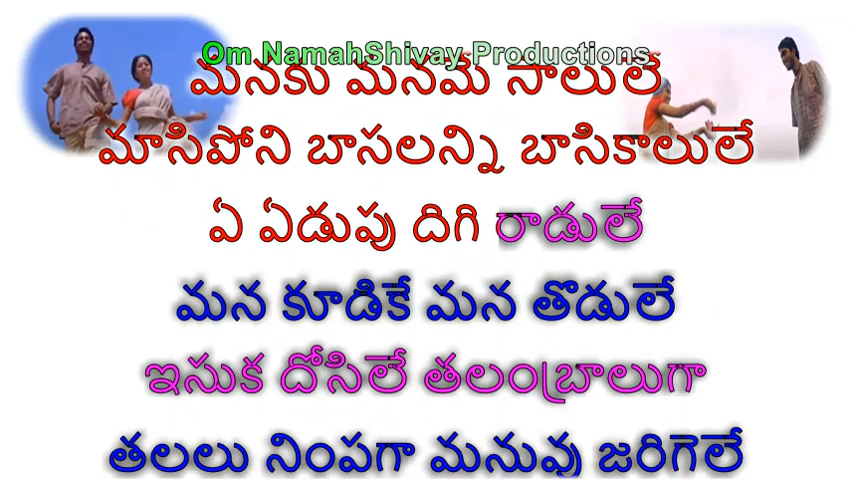 Om NamahShivay Productions
మనకు మనమే సాలులే
మాసిపోని బాసలన్ని బాసికాలులే
ఏ ఏడుపు దిగి రాడులే
మన కూడికే మన తొడులే
ఇసుక దోసిలే తలంబ్రాలుగా
తలలు నింపగా మనువు జరిగెలే